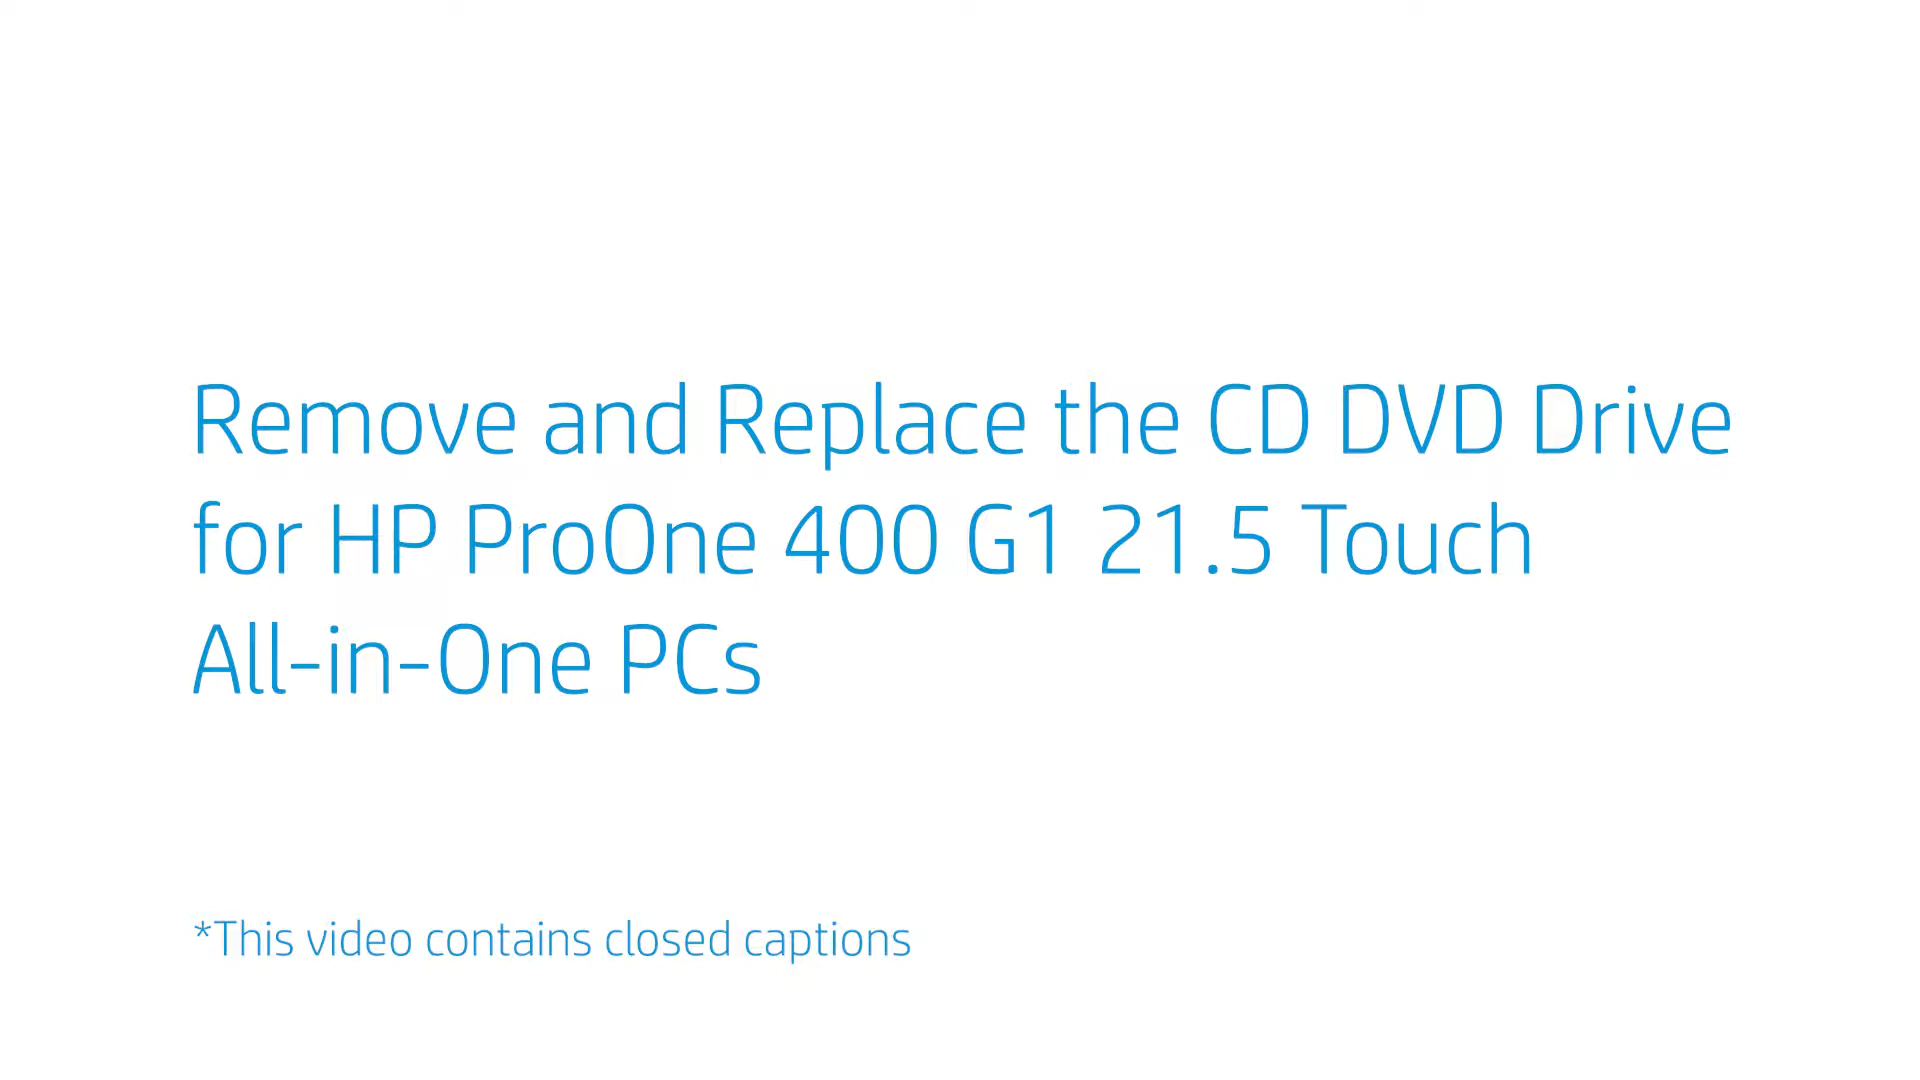 Remove and Replace the CD DVD Drive
for HP ProOne 400 G1 21.5 Touch
All-in-One PCs
*This video contains closed captions